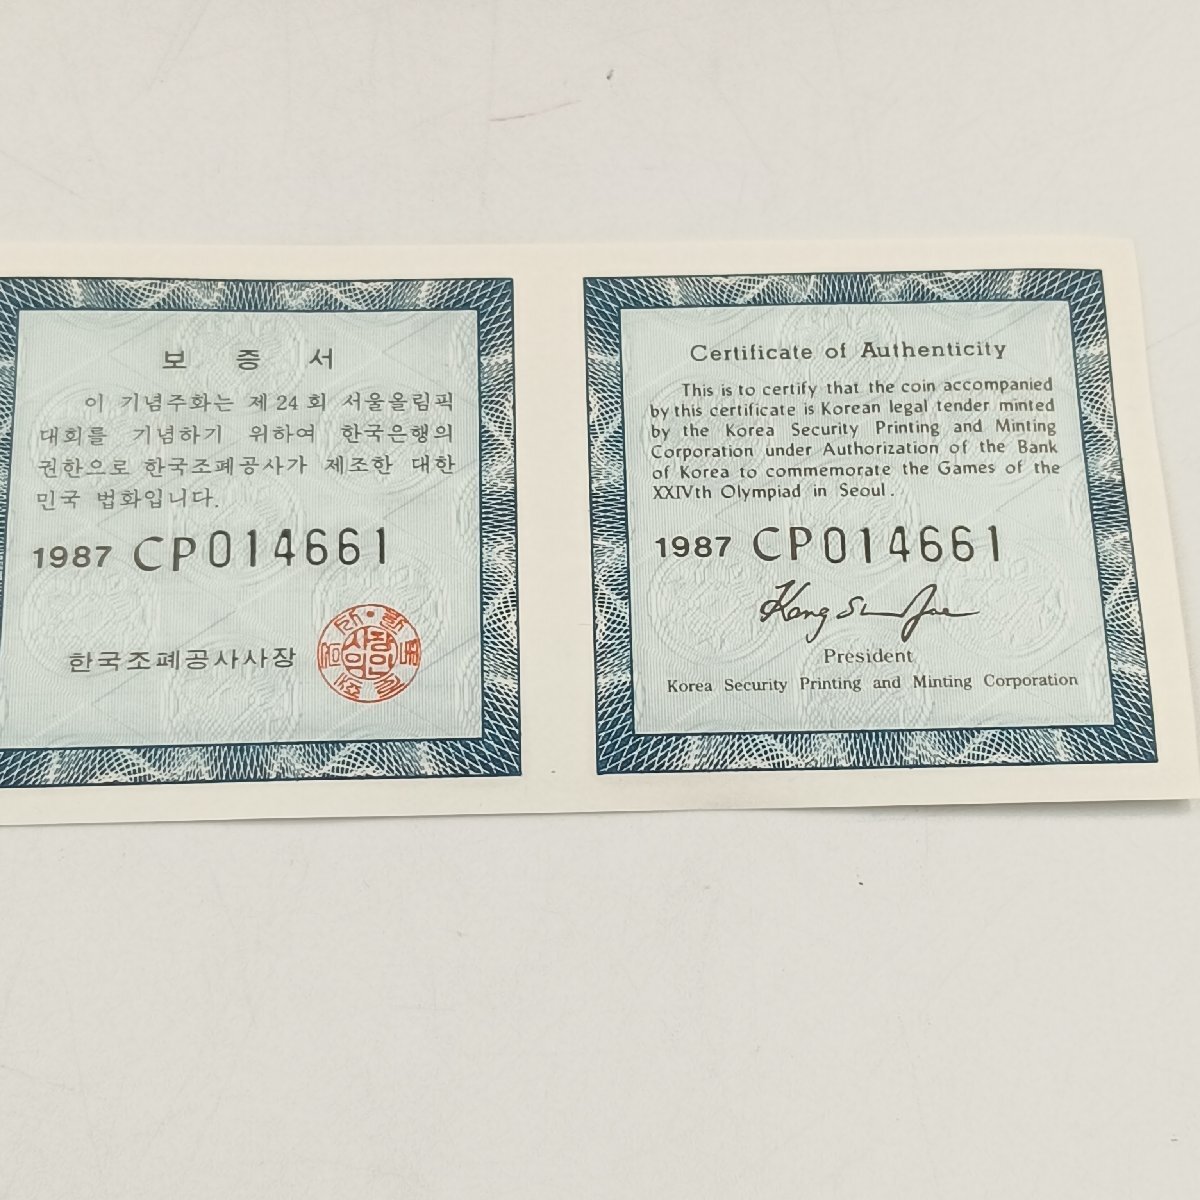 보 증 서
이 기념주화는 제 24 회 서울올림픽
대회를 기념하기 위하여 한국은행의
권한으로 한국조폐공사가 제조한 대한
민국 법화입니다.
1987 CP014661
한국조폐공사사장
사장
의인
Certificate of Authenticity
This is to certify that the coin accompanied
by this certificate is Korean legal tender minted
by the Korea Security Printing and Minting
Corporation under Authorization of the Bank
of Korea to commemorate the Games of the
XXIVth Olympiad in Seoul.
1987 CP014661
President
Korea Security Printing and Minting Corporation